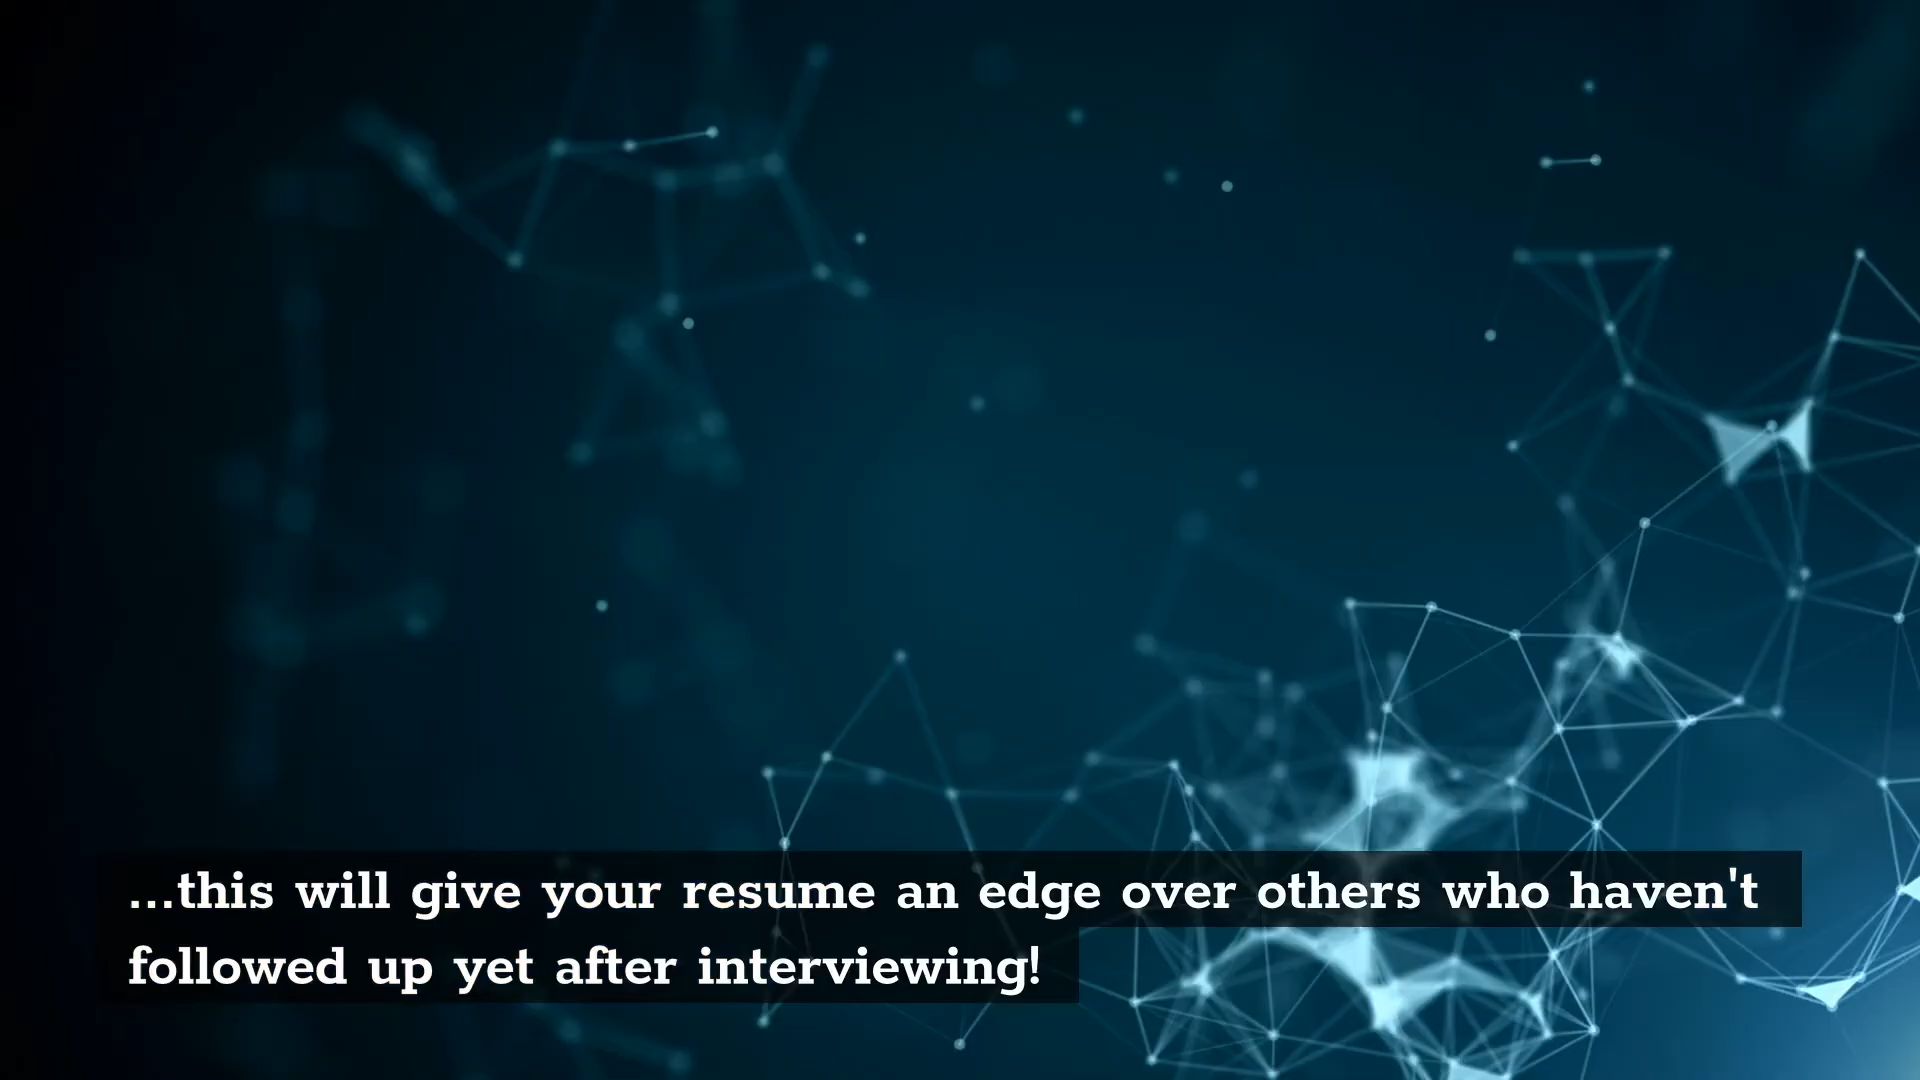 ...this will give your resume an edge over others who haven't
followed up yet after interviewing!